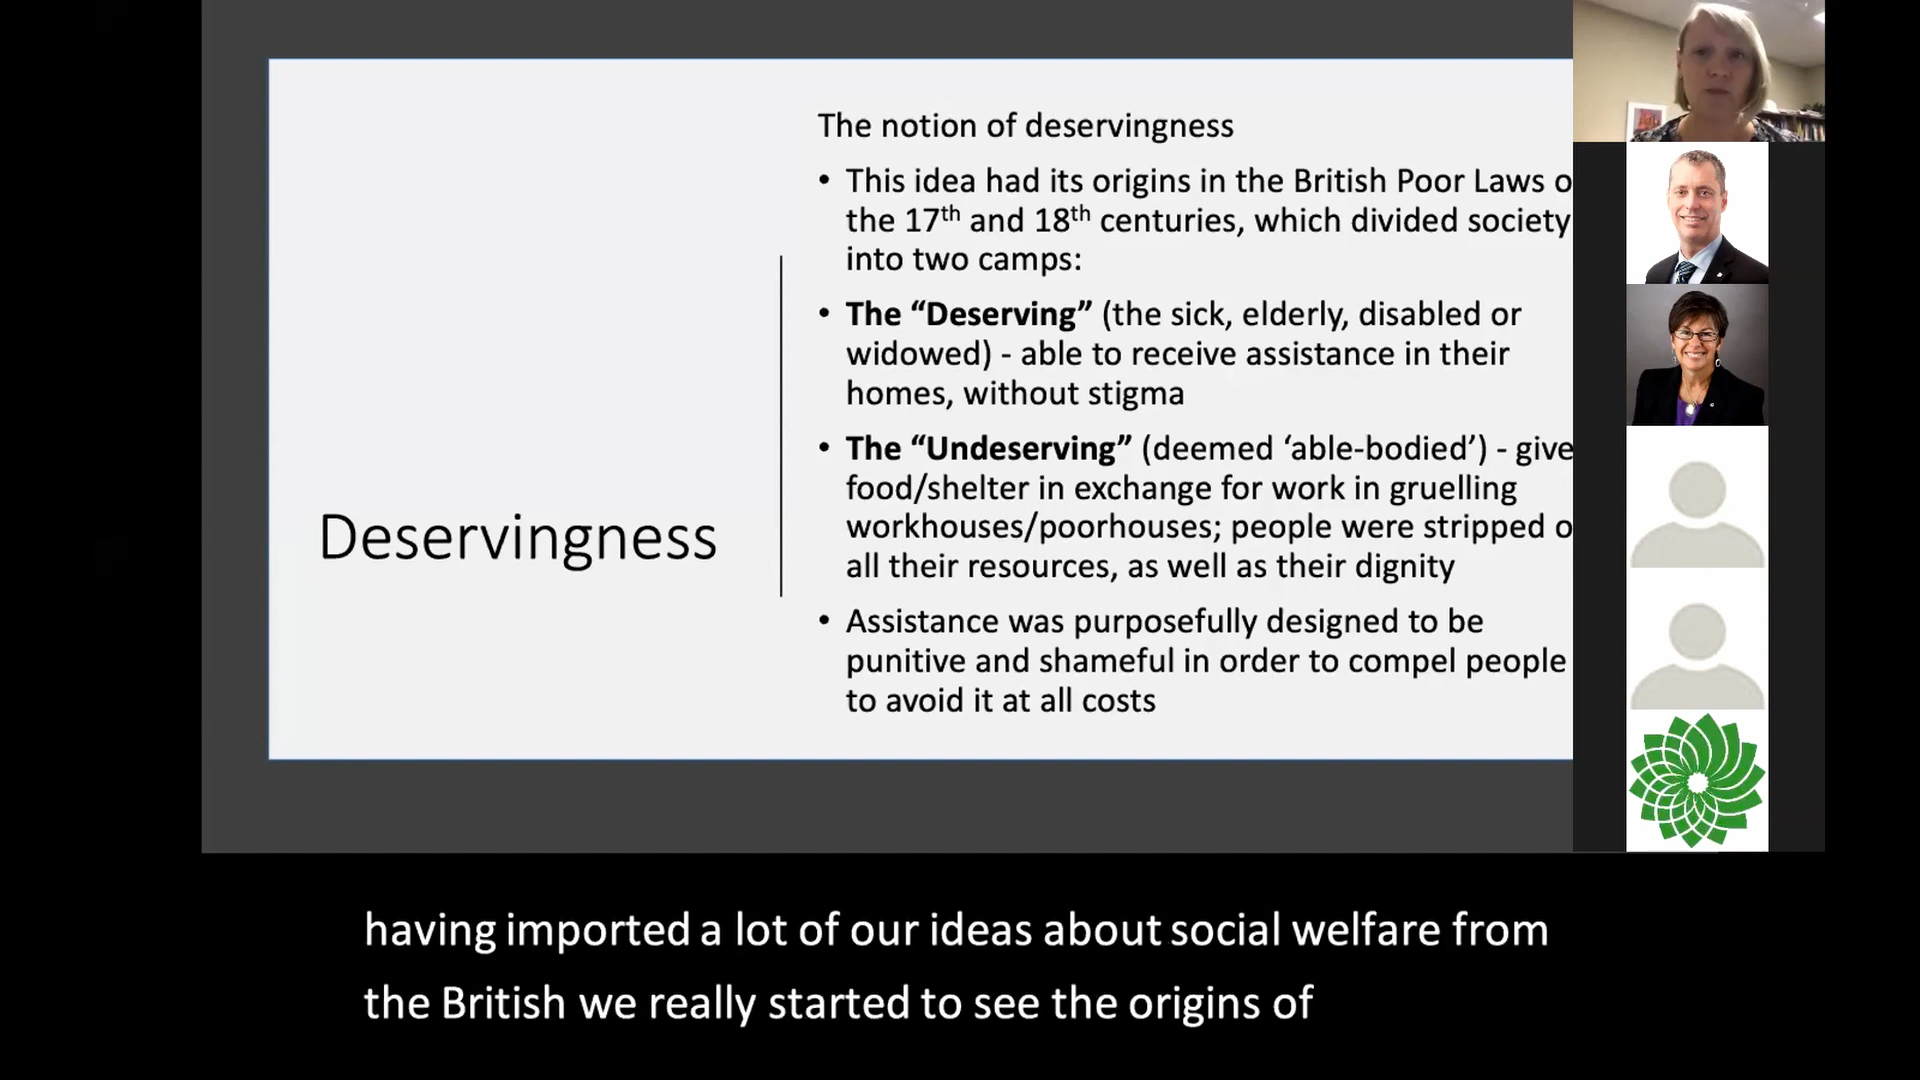 The notion of deservingness
• This idea had its origins in the British Poor Laws o
the 17th and 18th centuries, which divided society
into two camps:
• The “Deserving” (the sick, elderly, disabled or
widowed) - able to receive assistance in their
homes, without stigma
• The “Undeserving” (deemed ‘able-bodied’) - give
food/shelter in exchange for work in gruelling
workhouses/poorhouses; people were stripped o
all their resources, as well as their dignity
• Assistance was purposefully designed to be
punitive and shameful in order to compel people
to avoid it at all costs
Deservingness
having imported a lot of our ideas about social welfare from
the British we really started to see the origins of